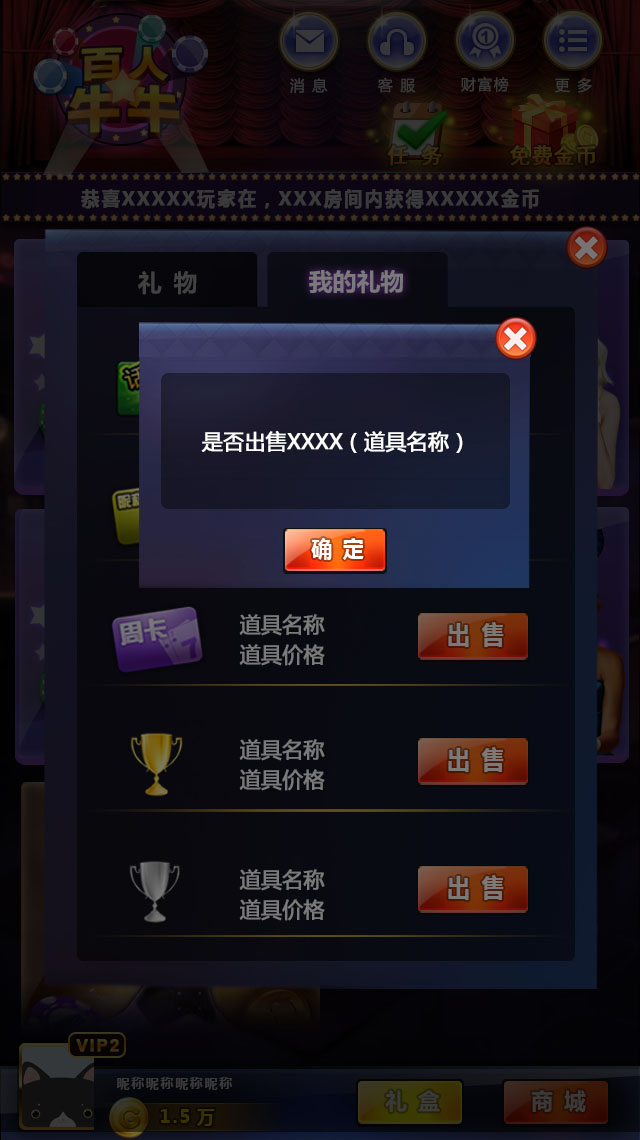 百人
牛牛
消息
客服
财富榜
更多
任务
免费金币
恭喜XXXXX玩家在，XXX房间内获得XXXXX金币
礼物
我的礼物
是否出售XXXX（道具名称）
确定
周卡
道具名称
道具价格
出售
道具名称
道具价格
出售
道具名称
道具价格
出售
VIP2
昵称昵称昵称昵称
1.5万
礼盒
商城